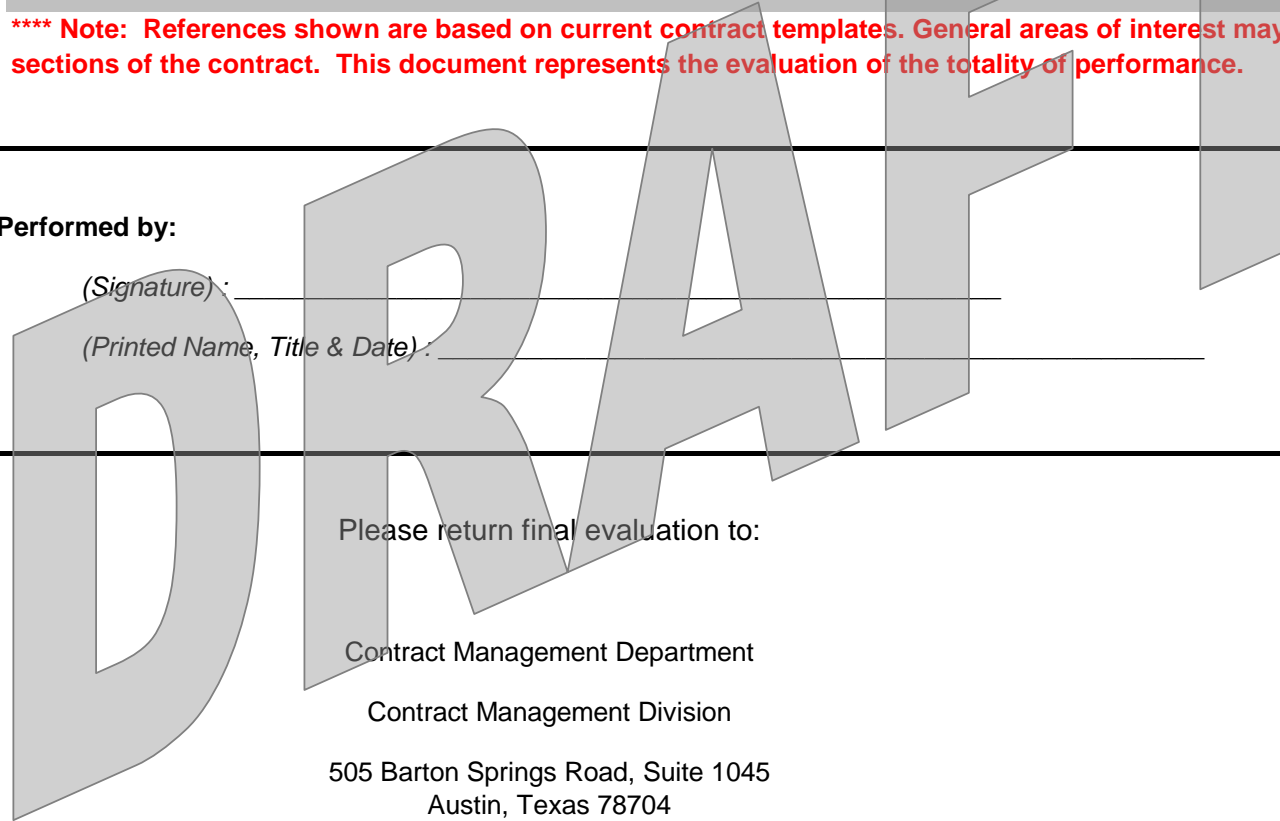 **** Note: References shown are based on current contract templates. General areas of interest may
sections of the contract. This document represents the evaluation of the totality of performance.
Performed by:
(Signature) : ______________________________________________________
(Printed Name, Title & Date) : ______________________________________________________
Please return final evaluation to:
Contract Management Department
Contract Management Division
505 Barton Springs Road, Suite 1045
Austin, Texas 78704
DRAFT